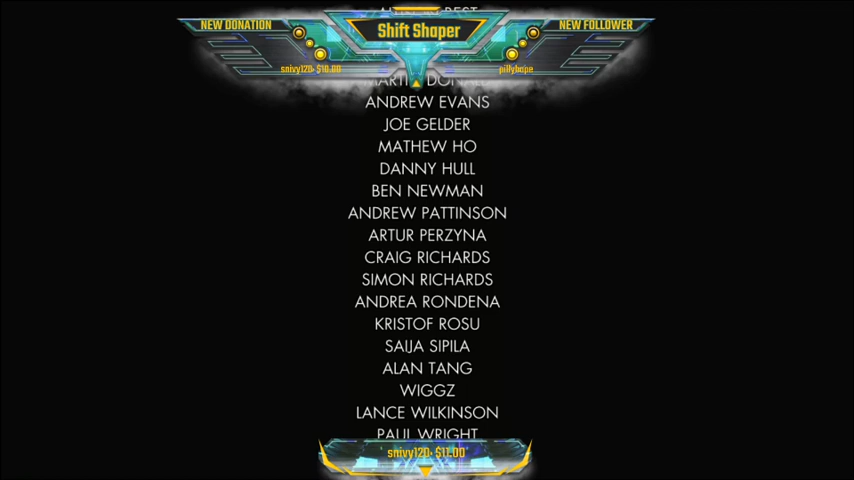 NEW DONATION
Shift Shaper
NEW FOLLOWER
snivy120• $10.00
pillybope
MARTIN DONALD
ANDREW EVANS
JOE GELDER
MATHEW HO
DANNY HULL
BEN NEWMAN
ANDREW PATTINSON
ARTUR PERZYNA
CRAIG RICHARDS
SIMON RICHARDS
ANDREA RONDENA
KRISTOF ROSU
SAIJA SIPILA
ALAN TANG
WIGGZ
LANCE WILKINSON
PAUL WRIGHT
snivy120• $11.00